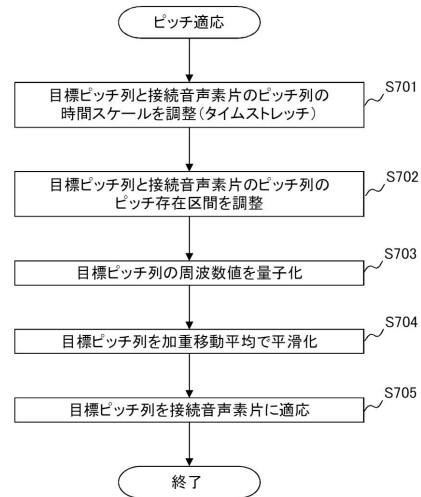 ピッチ適応
S701
目標ピッチ列と接続音声素片のピッチ列の
時間スケールを調整(タイムストレッチ)
S702
目標ピッチ列と接続音声素片のピッチ列の
ピッチ存在区間を調整
S703
目標ピッチ列の周波数値を量子化
S704
目標ピッチ列を加重移動平均で平滑化
S705
目標ピッチ列を接続音声素片に適応
終了